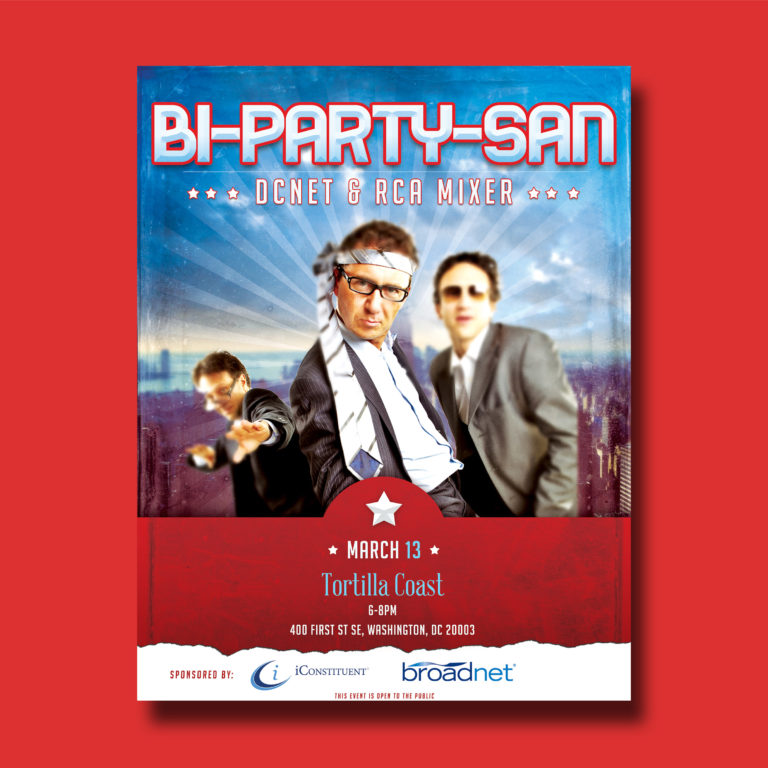 BI-PARTY-SAN
DCNET & RCA MIXER
MARCH 13
Tortilla Coast
6-8PM
400 FIRST ST SE, WASHINGTON, DC 20003
SPONSORED BY: iCONSTITUENT broadnet
THIS EVENT IS OPEN TO THE PUBLIC